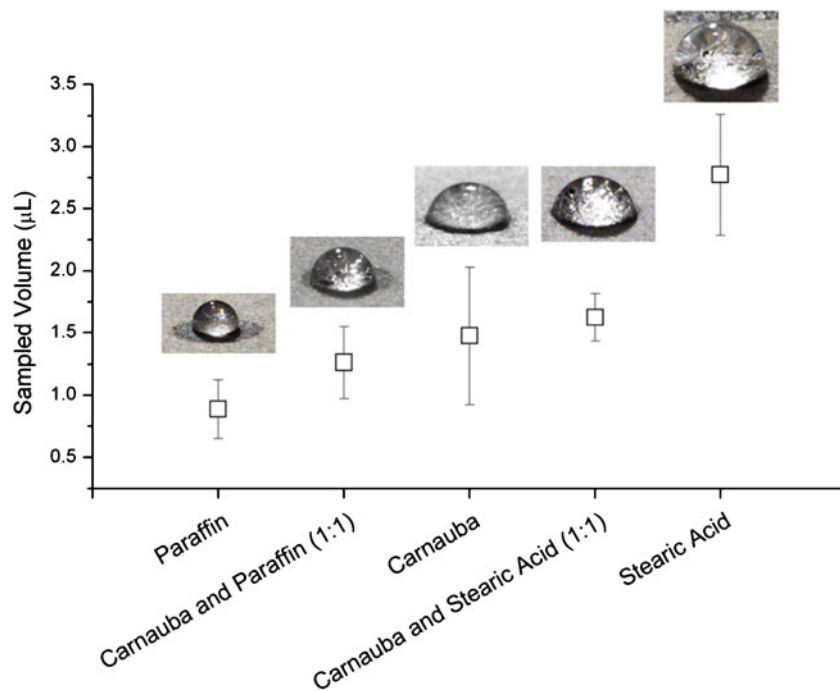 3.5
3.0
2.5
2.0
1.5
1.0
0.5
Sampled Volume (μL)
Paraffin
Carnauba and Paraffin (1:1)
Carnauba
Carnauba and Stearic Acid (1:1)
Stearic Acid